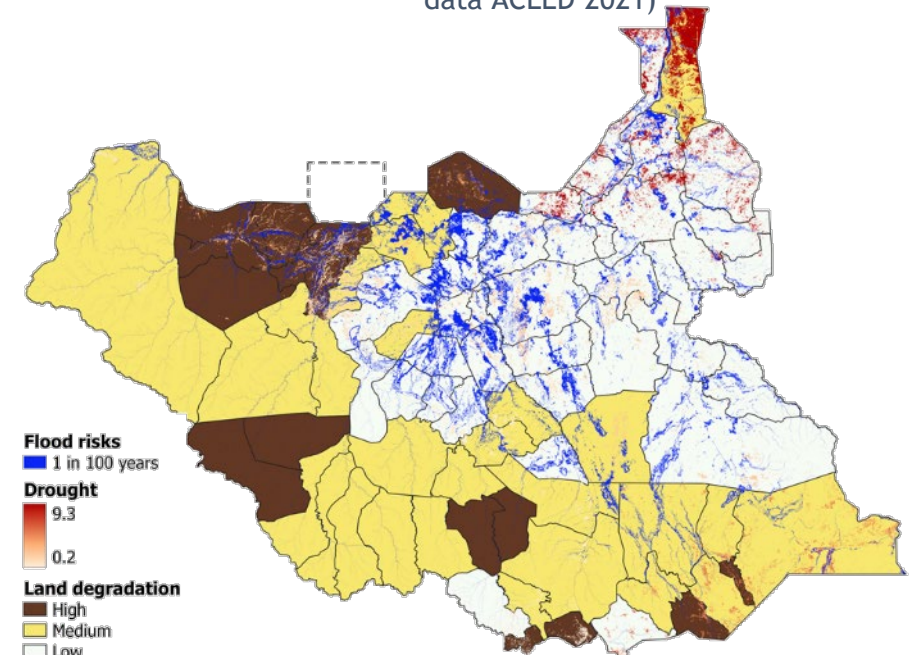 data ACLED 2021)
Flood risks
1 in 100 years
Drought
9.3
0.2
Land degradation
High
Medium
Low